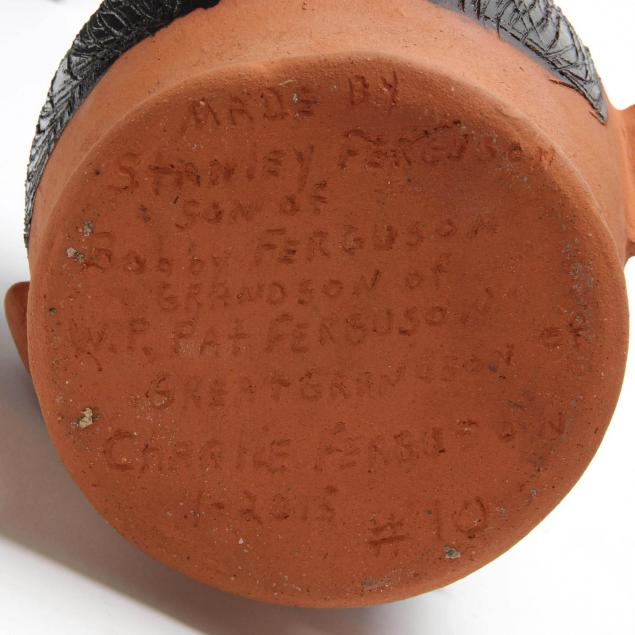 MADE BY
STANLEY FERGUSON
SON OF
Bobby FERGUSON
GRANDSON OF
W.P. PAT FERGUSON
GREAT GRANDSON OF
CHARLIE FERGUSON
1-2015 #10